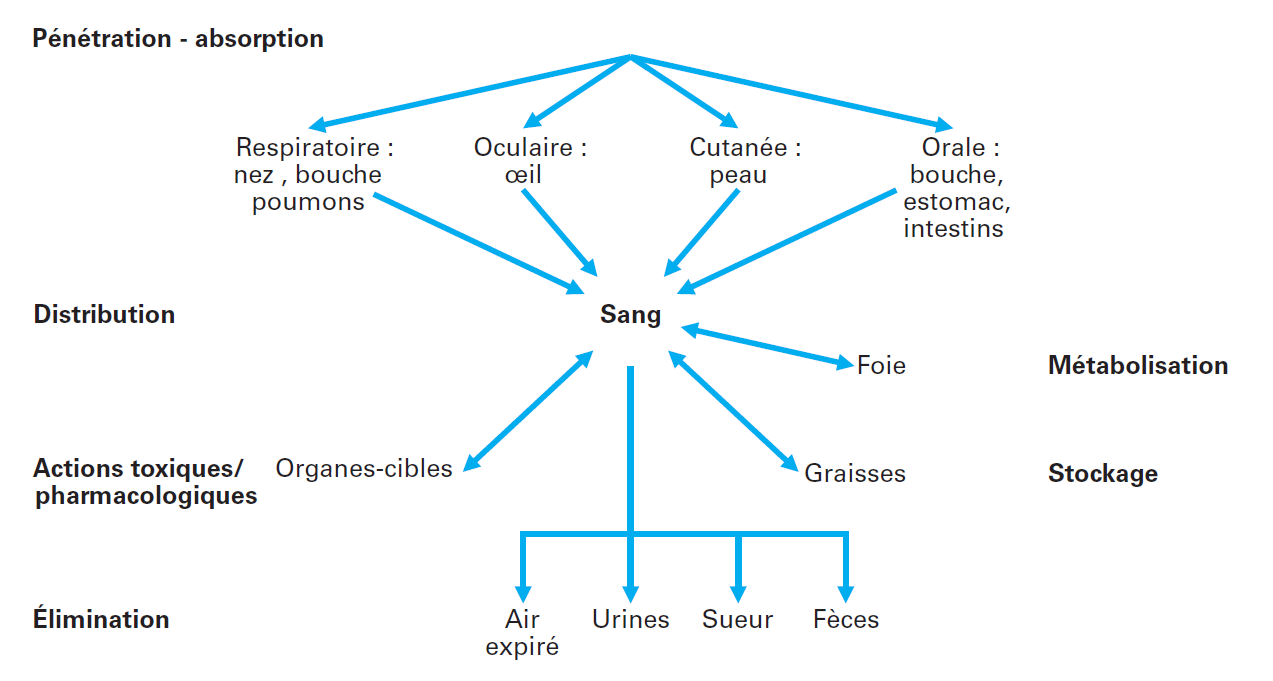 Pénétration - absorption
Respiratoire :
nez , bouche
poumons
Oculaire :
œil
Cutanée :
peau
Orale :
bouche,
estomac,
intestins
Distribution
Sang
Foie
Métabolisation
Actions toxiques/
pharmacologiques
Organes-cibles
Graisses
Stockage
Élimination
Air
expiré
Urines
Sueur
Fèces